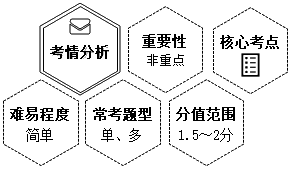 考情分析
重要性
非重点
核心考点
难易程度
简单
常考题型
单、多
分值范围
1.5～2分